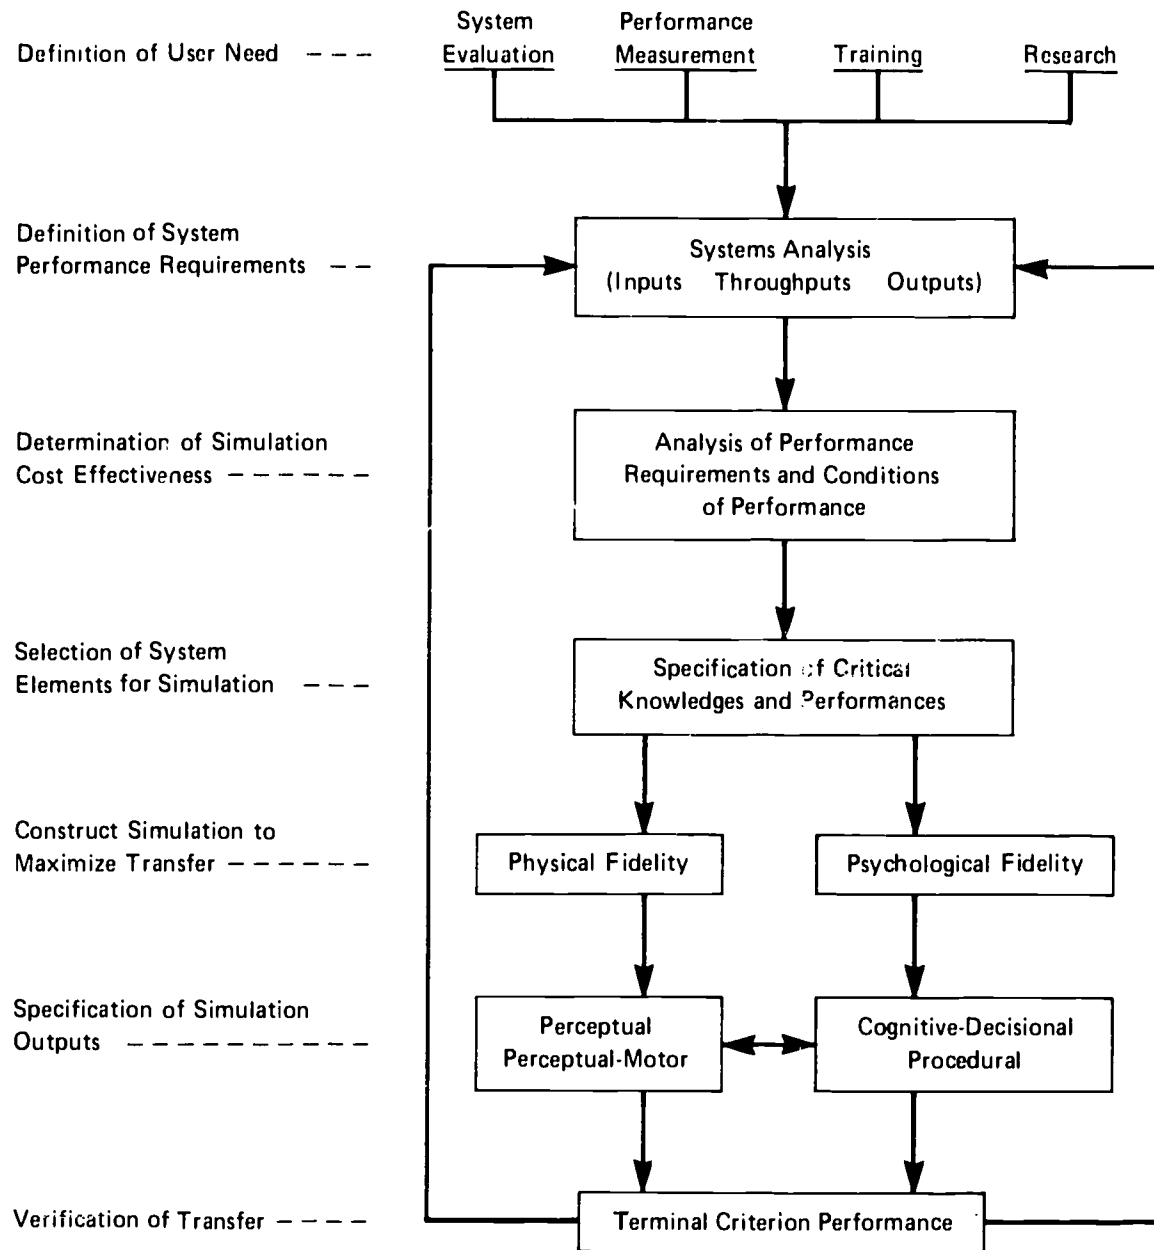 System
Evaluation
Performance
Measurement
Training
Research
Definition of User Need - - -
Definition of System
Performance Requirements - -
Systems Analysis
(Inputs Throughputs Outputs)
Determination of Simulation
Cost Effectiveness - - - - - -
Analysis of Performance
Requirements and Conditions
of Performance
Selection of System
Elements for Simulation - - -
Specification of Critical
Knowledges and Performances
Construct Simulation to
Maximize Transfer - - - - - -
Physical Fidelity
Psychological Fidelity
Specification of Simulation
Outputs - - - - - - - - - -
Perceptual
Perceptual-Motor
Cognitive-Decisional
Procedural
Verification of Transfer - - - -
Terminal Criterion Performance